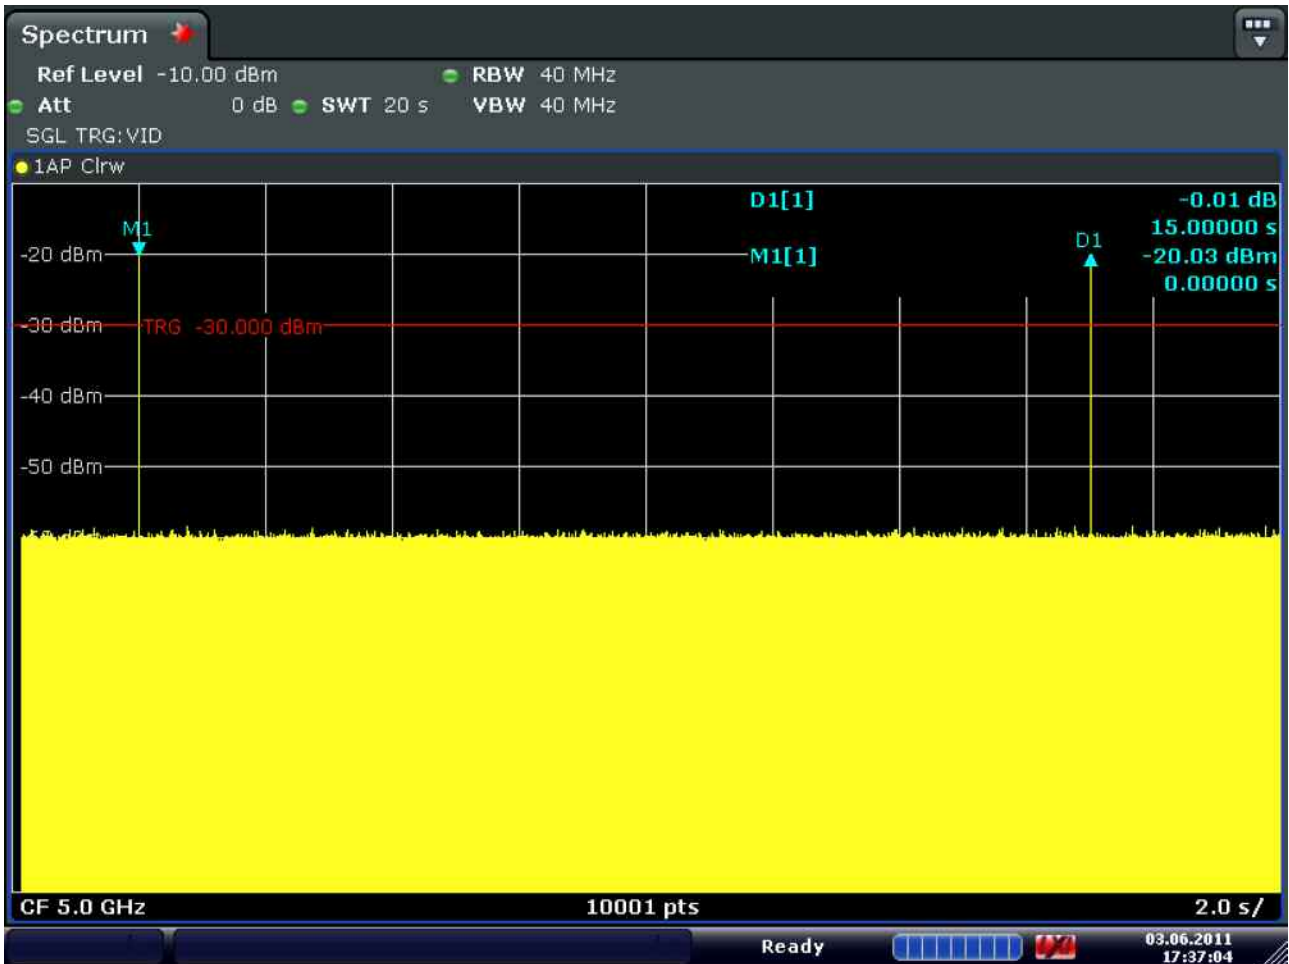 Spectrum
Ref Level -10.00 dBm RBW 40 MHz
Att 0 dB SWT 20 s VBW 40 MHz
SGL TRG:VID
1AP Clrw
D1[1] -0.01 dB
15.00000 s
M1
D1
-20 dBm M1[1] -20.03 dBm
0.00000 s
-30 dBm TRG -30.000 dBm
-40 dBm
-50 dBm
CF 5.0 GHz 10001 pts 2.0 s/
Ready 03.06.2011
17:37:04